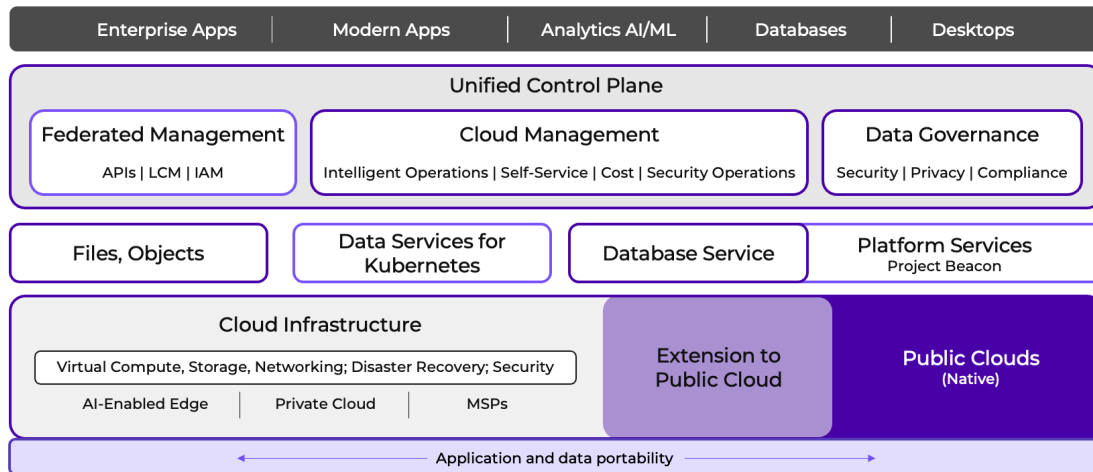 Enterprise Apps
Modern Apps
Analytics AI/ML
Databases
Desktops
Unified Control Plane
Federated Management
APIs | LCM | IAM
Cloud Management
Intelligent Operations | Self-Service | Cost | Security Operations
Data Governance
Security | Privacy | Compliance
Files, Objects
Data Services for
Kubernetes
Database Service
Platform Services
Project Beacon
Cloud Infrastructure
Virtual Compute, Storage, Networking; Disaster Recovery; Security
AI-Enabled Edge
Private Cloud
MSPs
Extension to
Public Cloud
Public Clouds
(Native)
Application and data portability